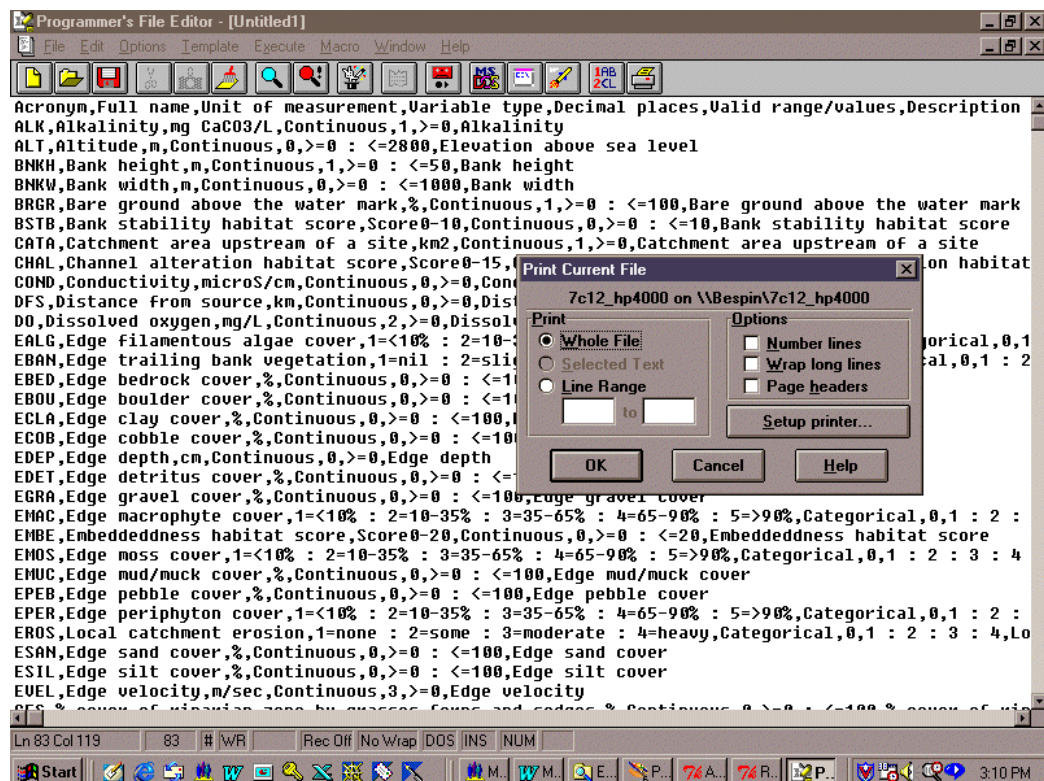 Programmer's File Editor - [Untitled1]
File Edit Options Template Execute Macro Window Help
MS DOS
1AB 2CL
Acronym,Full name,Unit of measurement,Variable type,Decimal places,Valid range/values,Description
ALK,Alkalinity,mg CaCO3/L,Continuous,1,>=0,Alkalinity
ALT,Altitude,m,Continuous,0,>=0 : <=2800,Elevation above sea level
BNKH,Bank height,m,Continuous,1,>=0 : <=50,Bank height
BNKW,Bank width,m,Continuous,0,>=0 : <=1000,Bank width
BRGR,Bare ground above the water mark,%,Continuous,1,>=0 : <=100,Bare ground above the water mark
BSTB,Bank stability habitat score,Score0-10,Continuous,0,>=0 : <=10,Bank stability habitat score
CATA,Catchment area upstream of a site,km2,Continuous,1,>=0,Catchment area upstream of a site
CHAL,Channel alteration habitat score,Score0-15, on habitat
COND,Conductivity,microS/cm,Continuous,0,>=0,Con
DFS,Distance from source,km,Continuous,0,>=0,Dist
DO,Dissolved oxygen,mg/L,Continuous,2,>=0,Dissol
EALG,Edge filamentous algae cover,1=<10% : 2=10- orical,0,1
EBAN,Edge trailing bank vegetation,1=nil : 2=slig cal,0,1 : 2
EBED,Edge bedrock cover,%,Continuous,0,>=0 : <=1
EBOU,Edge boulder cover,%,Continuous,0,>=0 : <=1
ECLA,Edge clay cover,%,Continuous,0,>=0 : <=100,
ECOB,Edge cobble cover,%,Continuous,0,>=0 : <=10
EDEP,Edge depth,cm,Continuous,0,>=0,Edge depth
EDET,Edge detritus cover,%,Continuous,0,>=0 : <=
EGRA,Edge gravel cover,%,Continuous,0,>=0 : <=100,Edge gravel cover
EMAC,Edge macrophyte cover,1=<10% : 2=10-35% : 3=35-65% : 4=65-90% : 5=>90%,Categorical,0,1 : 2 :
EMBE,Embeddedness habitat score,Score0-20,Continuous,0,>=0 : <=20,Embeddedness habitat score
EMOS,Edge moss cover,1=<10% : 2=10-35% : 3=35-65% : 4=65-90% : 5=>90%,Categorical,0,1 : 2 : 3 : 4
EMUC,Edge mud/muck cover,%,Continuous,0,>=0 : <=100,Edge mud/muck cover
EPEB,Edge pebble cover,%,Continuous,0,>=0 : <=100,Edge pebble cover
EPER,Edge periphyton cover,1=<10% : 2=10-35% : 3=35-65% : 4=65-90% : 5=>90%,Categorical,0,1 : 2 :
EROS,Local catchment erosion,1=none : 2=some : 3=moderate : 4=heavy,Categorical,0,1 : 2 : 3 : 4,Lo
ESAN,Edge sand cover,%,Continuous,0,>=0 : <=100,Edge sand cover
ESIL,Edge silt cover,%,Continuous,0,>=0 : <=100,Edge silt cover
EVEL,Edge velocity,m/sec,Continuous,3,>=0,Edge velocity
Print Current File
7c12_hp4000 on \\Bespin\7c12_hp4000
Print
Whole File
Selected Text
Line Range
to
Options
Number lines
Wrap long lines
Page headers
Setup printer...
OK Cancel Help
Ln 83 Col 119 83 # WR Rec Off No Wrap DOS INS NUM
Start M.. M.. E.. P.. A.. R.. P.. 3:10 PM